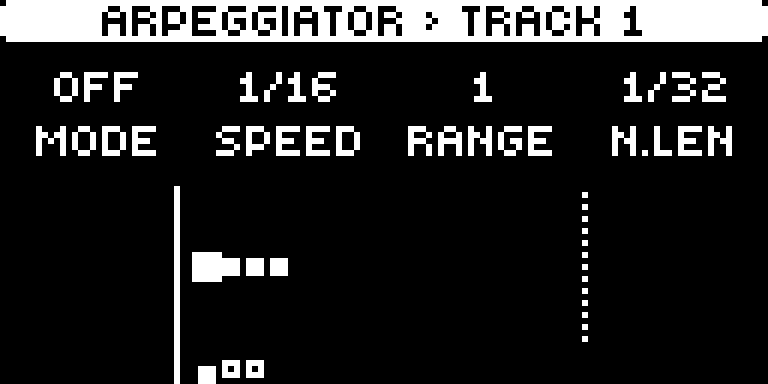 ARPEGGIATOR > TRACK 1
OFF 1/16 1 1/32
MODE SPEED RANGE N.LEN